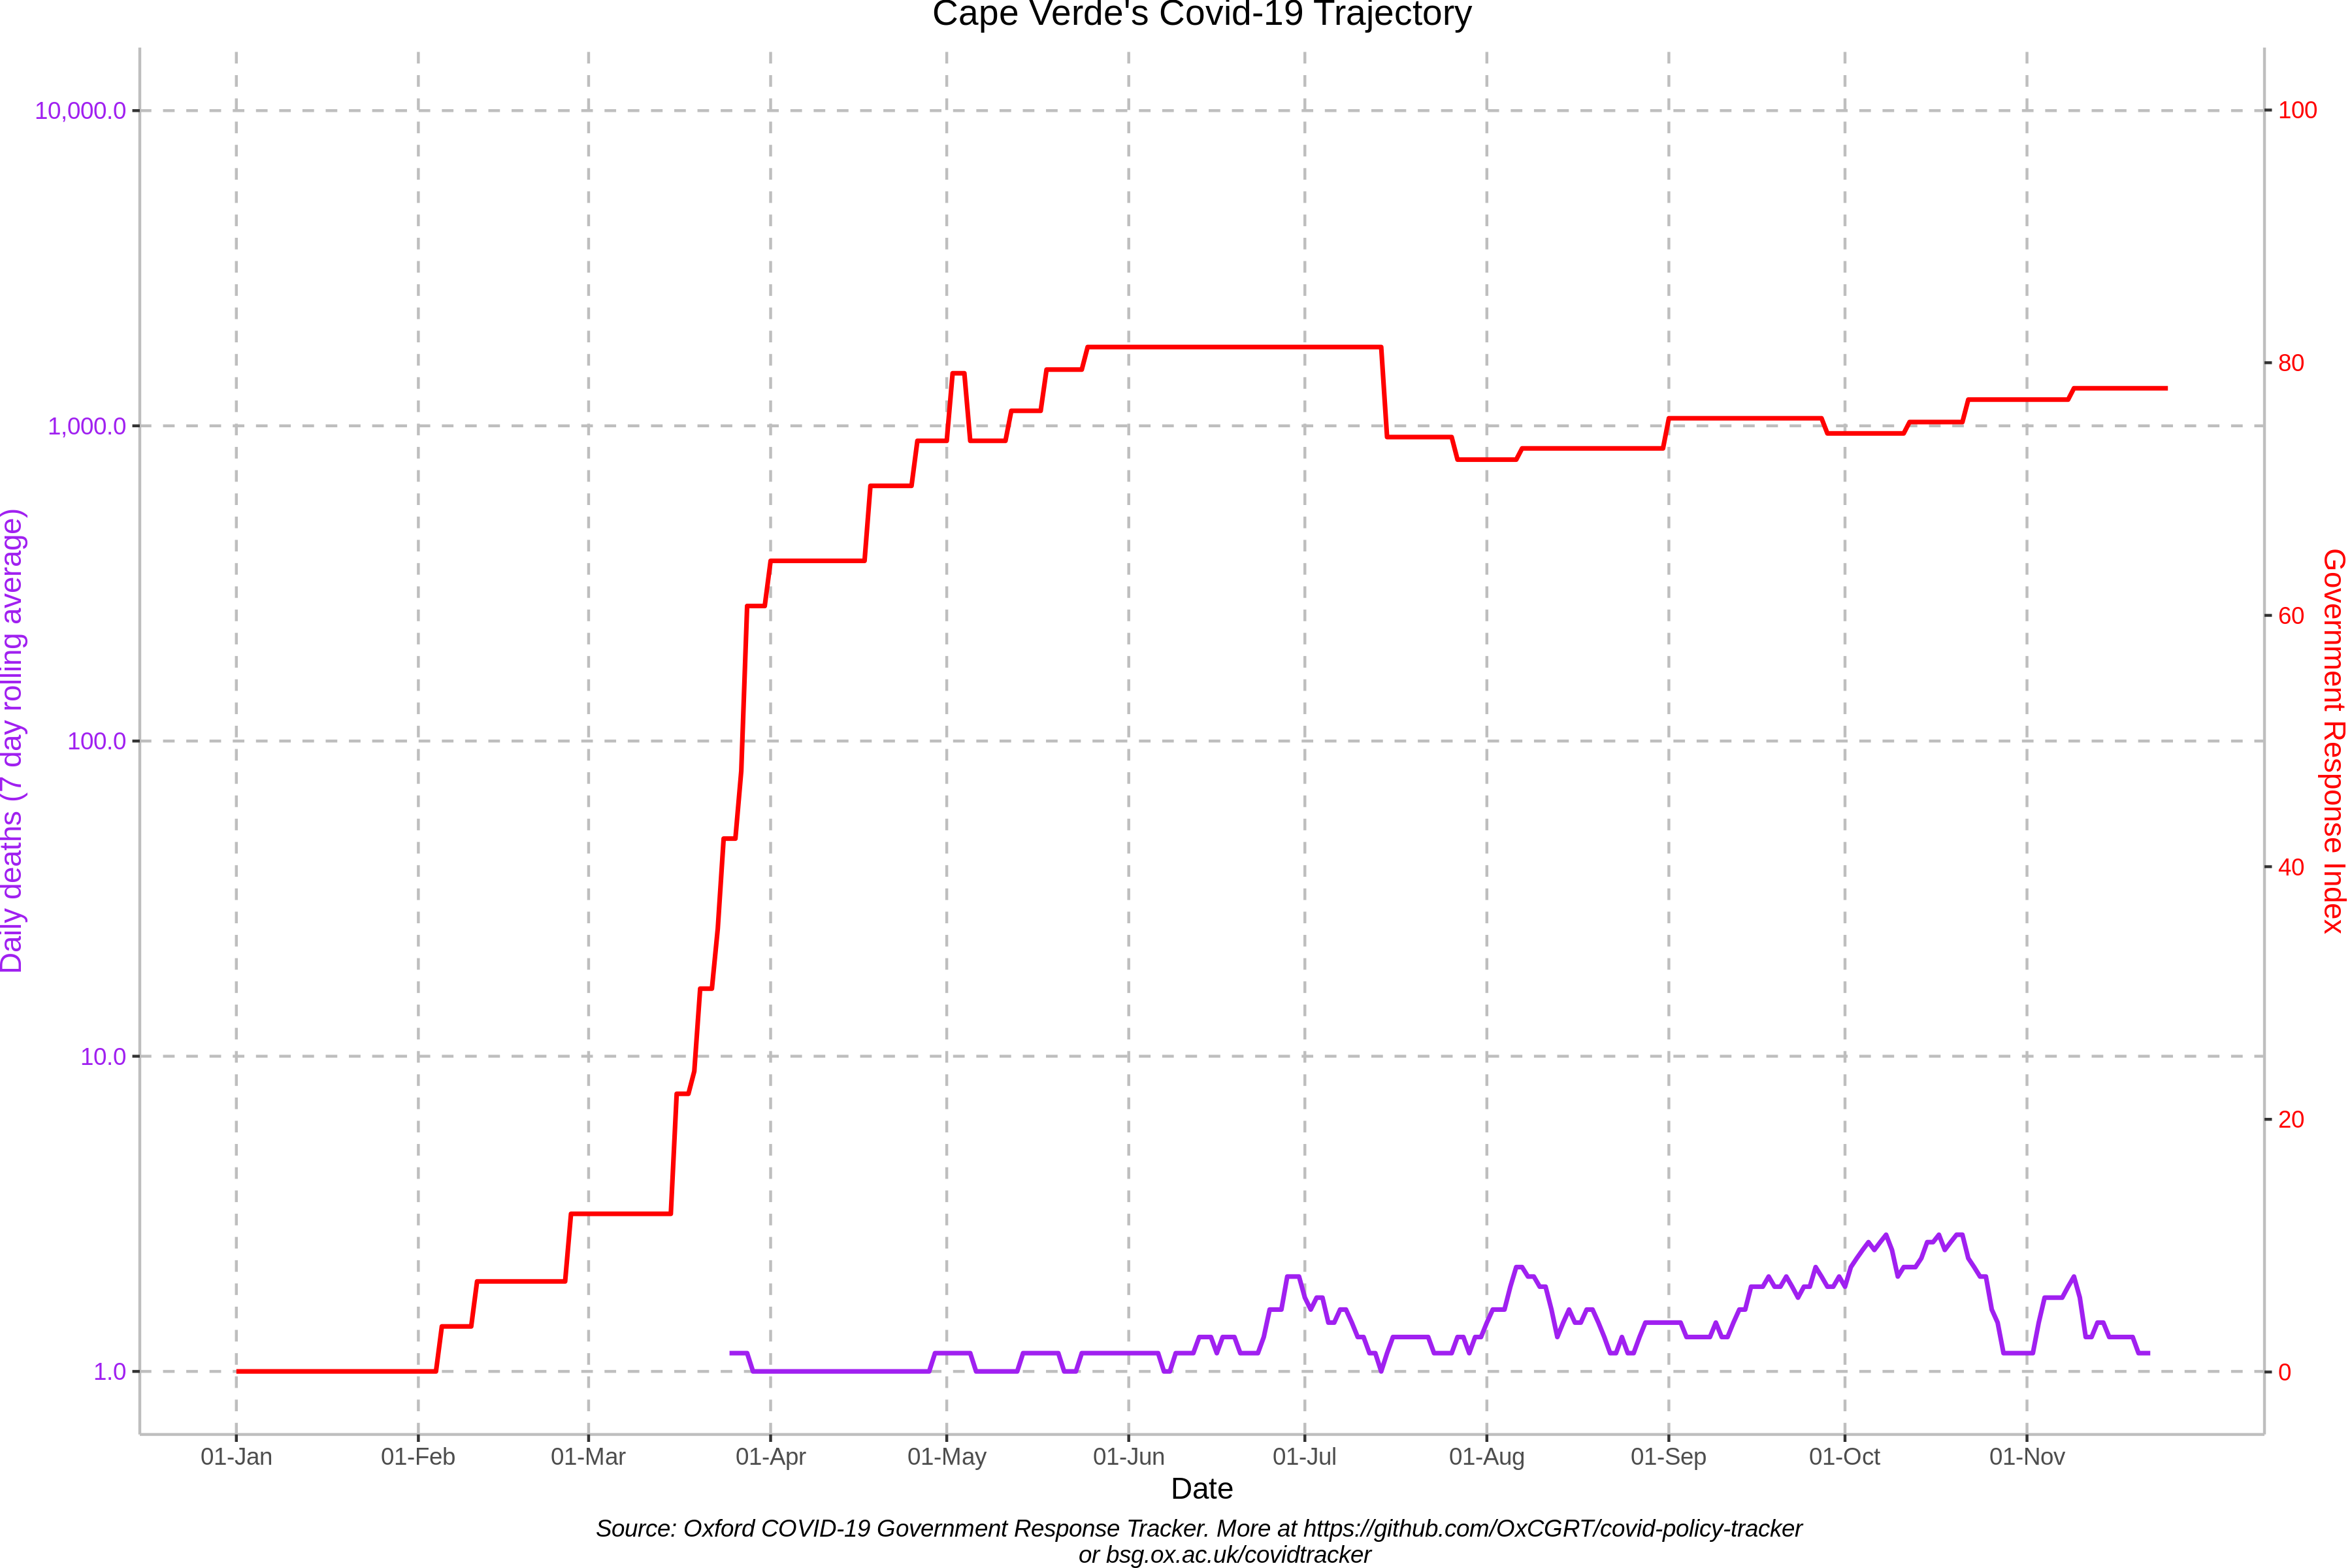 Cape Verde's Covid-19 Trajectory
10,000.0
1,000.0
100.0
10.0
1.0
Daily deaths (7 day rolling average)
100
80
60
40
20
0
Government Response Index
01-Jan
01-Feb
01-Mar
01-Apr
01-May
01-Jun
01-Jul
01-Aug
01-Sep
01-Oct
01-Nov
Date
Source: Oxford COVID-19 Government Response Tracker. More at https://github.com/OxCGRT/covid-policy-tracker
or bsg.ox.ac.uk/covidtracker